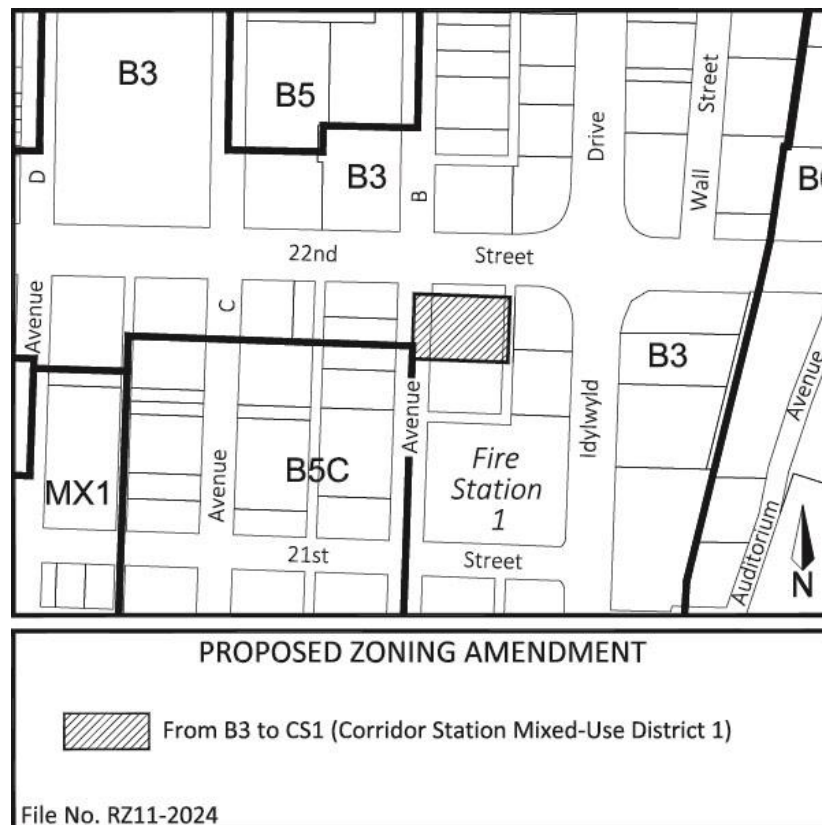 B3
B5
B3
Drive
Street
Wall
B
D
B
22nd
Street
Avenue
C
Avenue
B3
Avenue
Idylwyld
Avenue
MX1
B5C
Fire
Station
1
21st
Street
Auditorium
N
PROPOSED ZONING AMENDMENT
From B3 to CS1 (Corridor Station Mixed-Use District 1)
File No. RZ11-2024